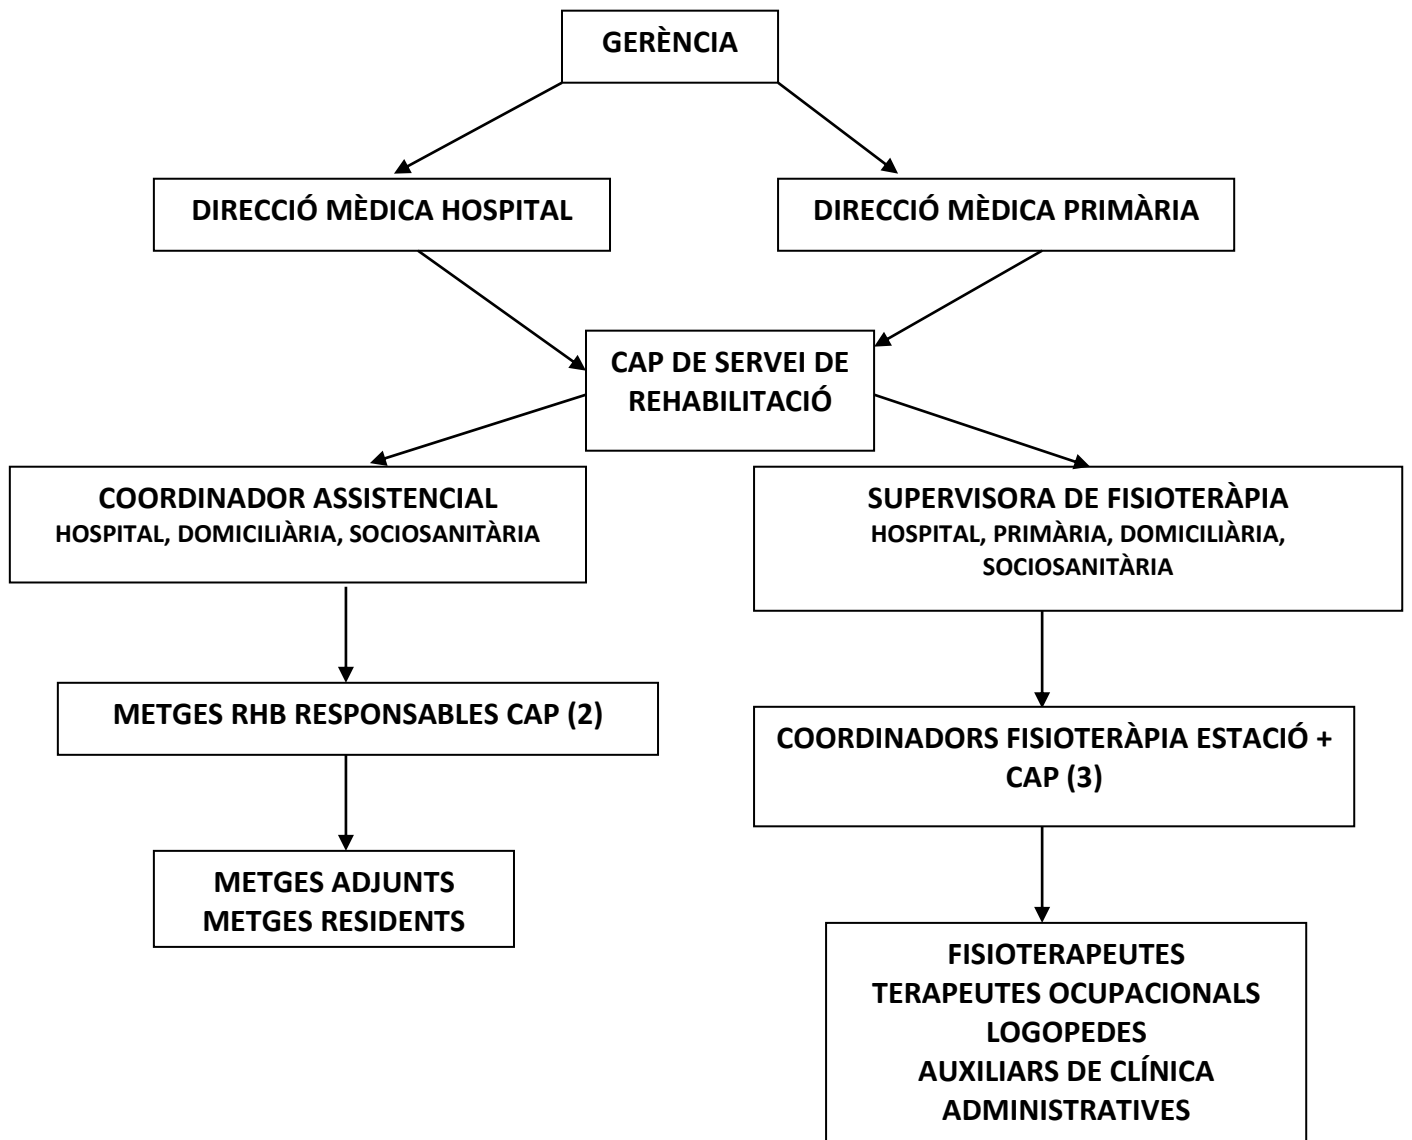 GERÈNCIA
DIRECCIÓ MÈDICA HOSPITAL
DIRECCIÓ MÈDICA PRIMÀRIA
CAP DE SERVEI DE
REHABILITACIÓ
COORDINADOR ASSISTENCIAL
HOSPITAL, DOMICILIÀRIA, SOCIOSANITÀRIA
SUPERVISORA DE FISIOTERÀPIA
HOSPITAL, PRIMÀRIA, DOMICILIÀRIA,
SOCIOSANITÀRIA
METGES RHB RESPONSABLES CAP (2)
COORDINADORS FISIOTERÀPIA ESTACIÓ +
CAP (3)
METGES ADJUNTS
METGES RESIDENTS
FISIOTERAPEUTES
TERAPEUTES OCUPACIONALS
LOGOPEDES
AUXILIARS DE CLÍNICA
ADMINISTRATIVES